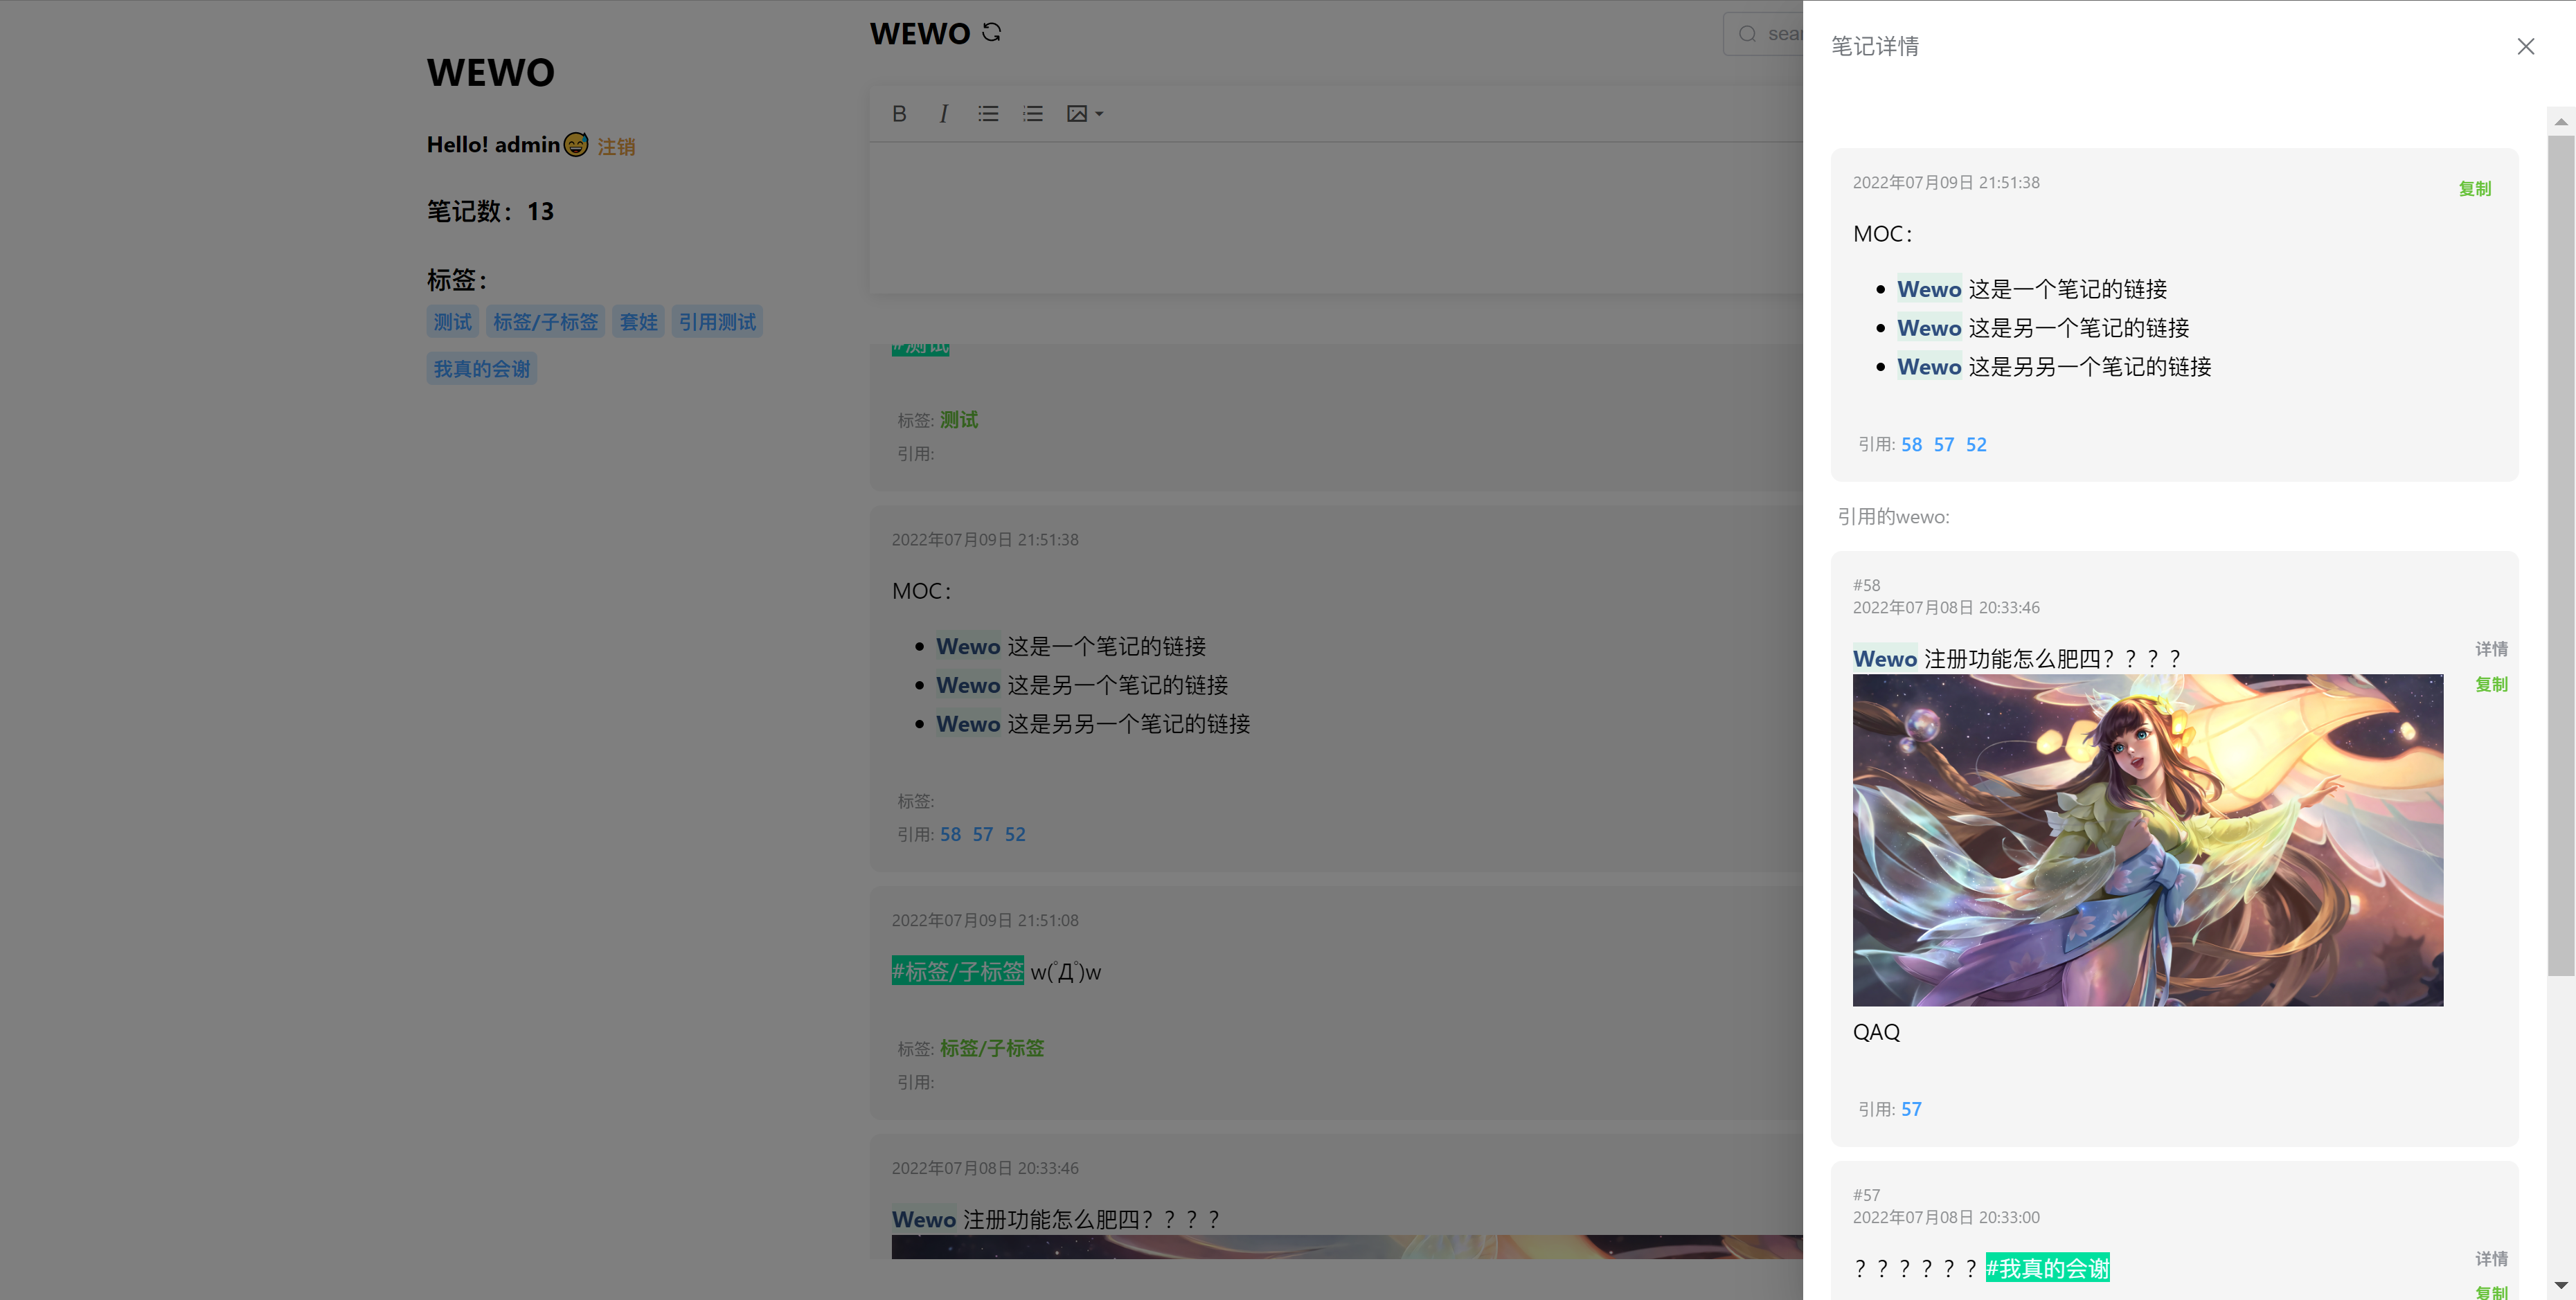 WEWO
Hello! admin😅 注销
笔记数：13
标签：
测试 标签/子标签 套娃 引用测试
我真的会谢
WEWO
B I
#测试
标签: 测试
引用:
2022年07月09日 21:51:38
MOC：
Wewo 这是一个笔记的链接
Wewo 这是另一个笔记的链接
Wewo 这是另另一个笔记的链接
标签:
引用: 58 57 52
2022年07月09日 21:51:08
#标签/子标签 w(ﾟДﾟ)w
标签: 标签/子标签
引用:
2022年07月08日 20:33:46
Wewo 注册功能怎么肥四？？？？
笔记详情
2022年07月09日 21:51:38
复制
MOC：
Wewo 这是一个笔记的链接
Wewo 这是另一个笔记的链接
Wewo 这是另另一个笔记的链接
引用: 58 57 52
引用的wewo:
#58
2022年07月08日 20:33:46
详情
Wewo 注册功能怎么肥四？？？？
复制
QAQ
引用: 57
#57
2022年07月08日 20:33:00
详情
？？？？？？#我真的会谢
复制